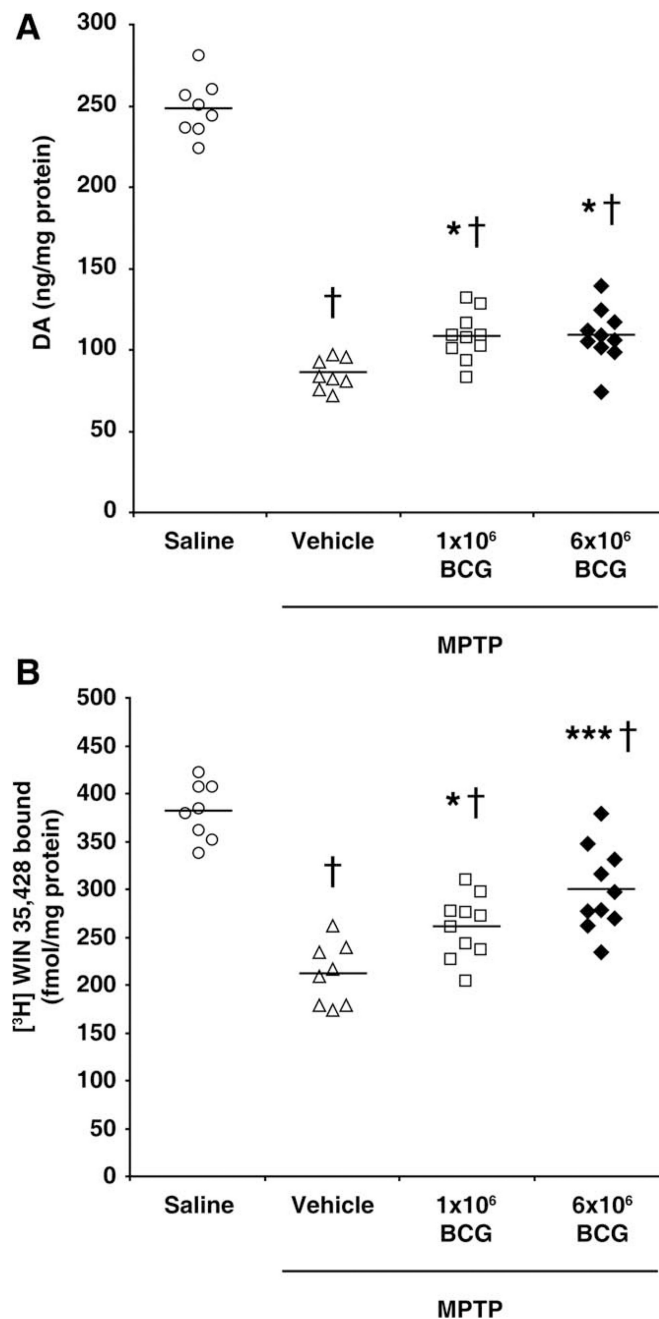 A
300
250
200
150
100
50
0
DA (ng/mg protein)
†
*†
*†
Saline Vehicle 1x10⁶ BCG 6x10⁶ BCG
MPTP
B
500
450
400
350
300
250
200
150
100
50
0
[³H] WIN 35,428 bound
(fmol/mg protein)
†
*†
***†
Saline Vehicle 1x10⁶ BCG 6x10⁶ BCG
MPTP